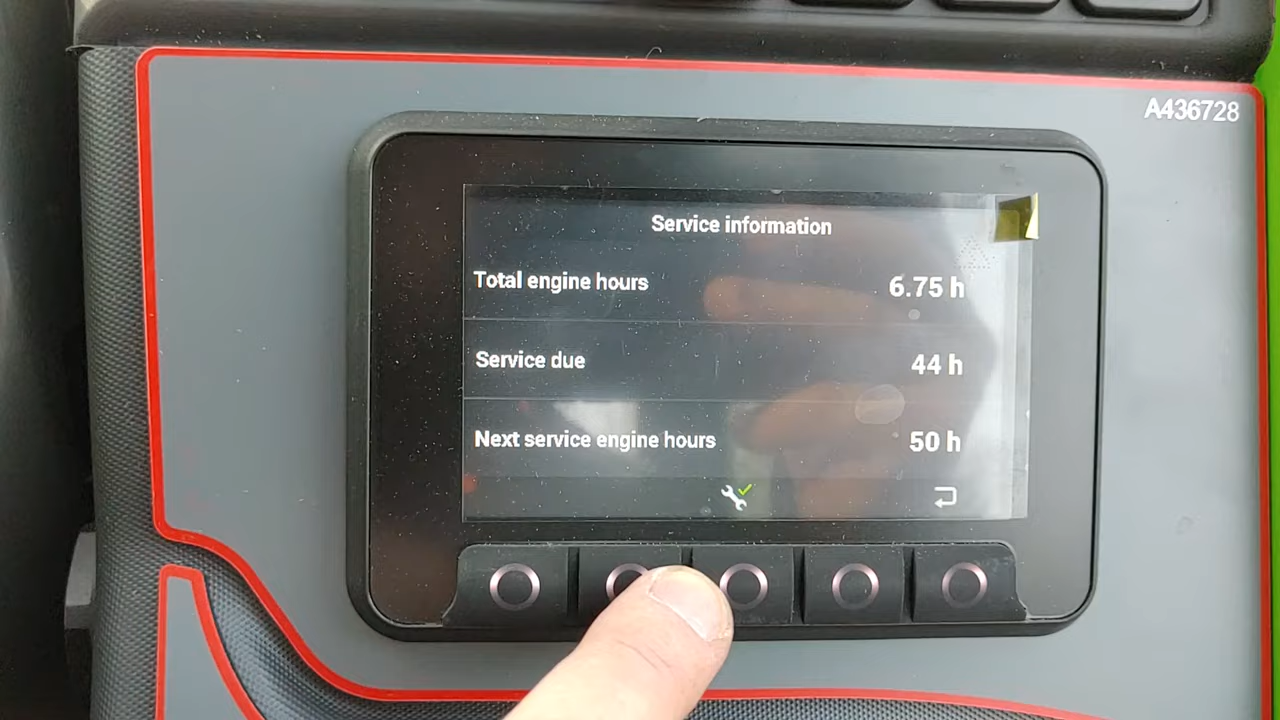 A436728
Service information
Total engine hours 6.75 h
Service due 44 h
Next service engine hours 50 h